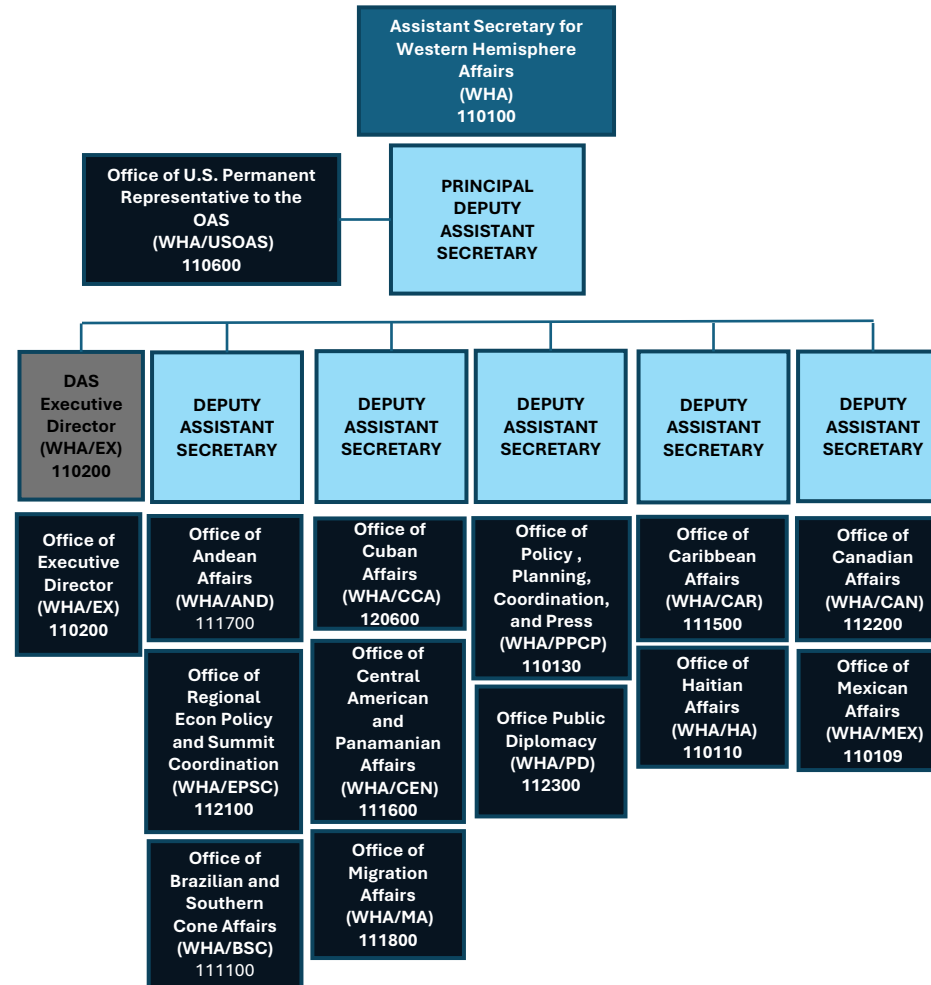 Assistant Secretary for
Western Hemisphere
Affairs
(WHA)
110100
Office of U.S. Permanent
Representative to the
OAS
(WHA/USOAS)
110600
PRINCIPAL
DEPUTY
ASSISTANT
SECRETARY
DAS
Executive
Director
(WHA/EX)
110200
DEPUTY
ASSISTANT
SECRETARY
DEPUTY
ASSISTANT
SECRETARY
DEPUTY
ASSISTANT
SECRETARY
DEPUTY
ASSISTANT
SECRETARY
DEPUTY
ASSISTANT
SECRETARY
Office of
Executive
Director
(WHA/EX)
110200
Office of
Andean
Affairs
(WHA/AND)
111700
Office of
Cuban
Affairs
(WHA/CCA)
120600
Office of
Policy ,
Planning,
Coordination,
and Press
(WHA/PPCP)
110130
Office of
Caribbean
Affairs
(WHA/CAR)
111500
Office of
Canadian
Affairs
(WHA/CAN)
112200
Office of
Regional
Econ Policy
and Summit
Coordination
(WHA/EPSC)
112100
Office of
Central
American
and
Panamanian
Affairs
(WHA/CEN)
111600
Office Public
Diplomacy
(WHA/PD)
112300
Office of
Haitian
Affairs
(WHA/HA)
110110
Office of
Mexican
Affairs
(WHA/MEX)
110109
Office of
Brazilian and
Southern
Cone Affairs
(WHA/BSC)
111100
Office of
Migration
Affairs
(WHA/MA)
111800